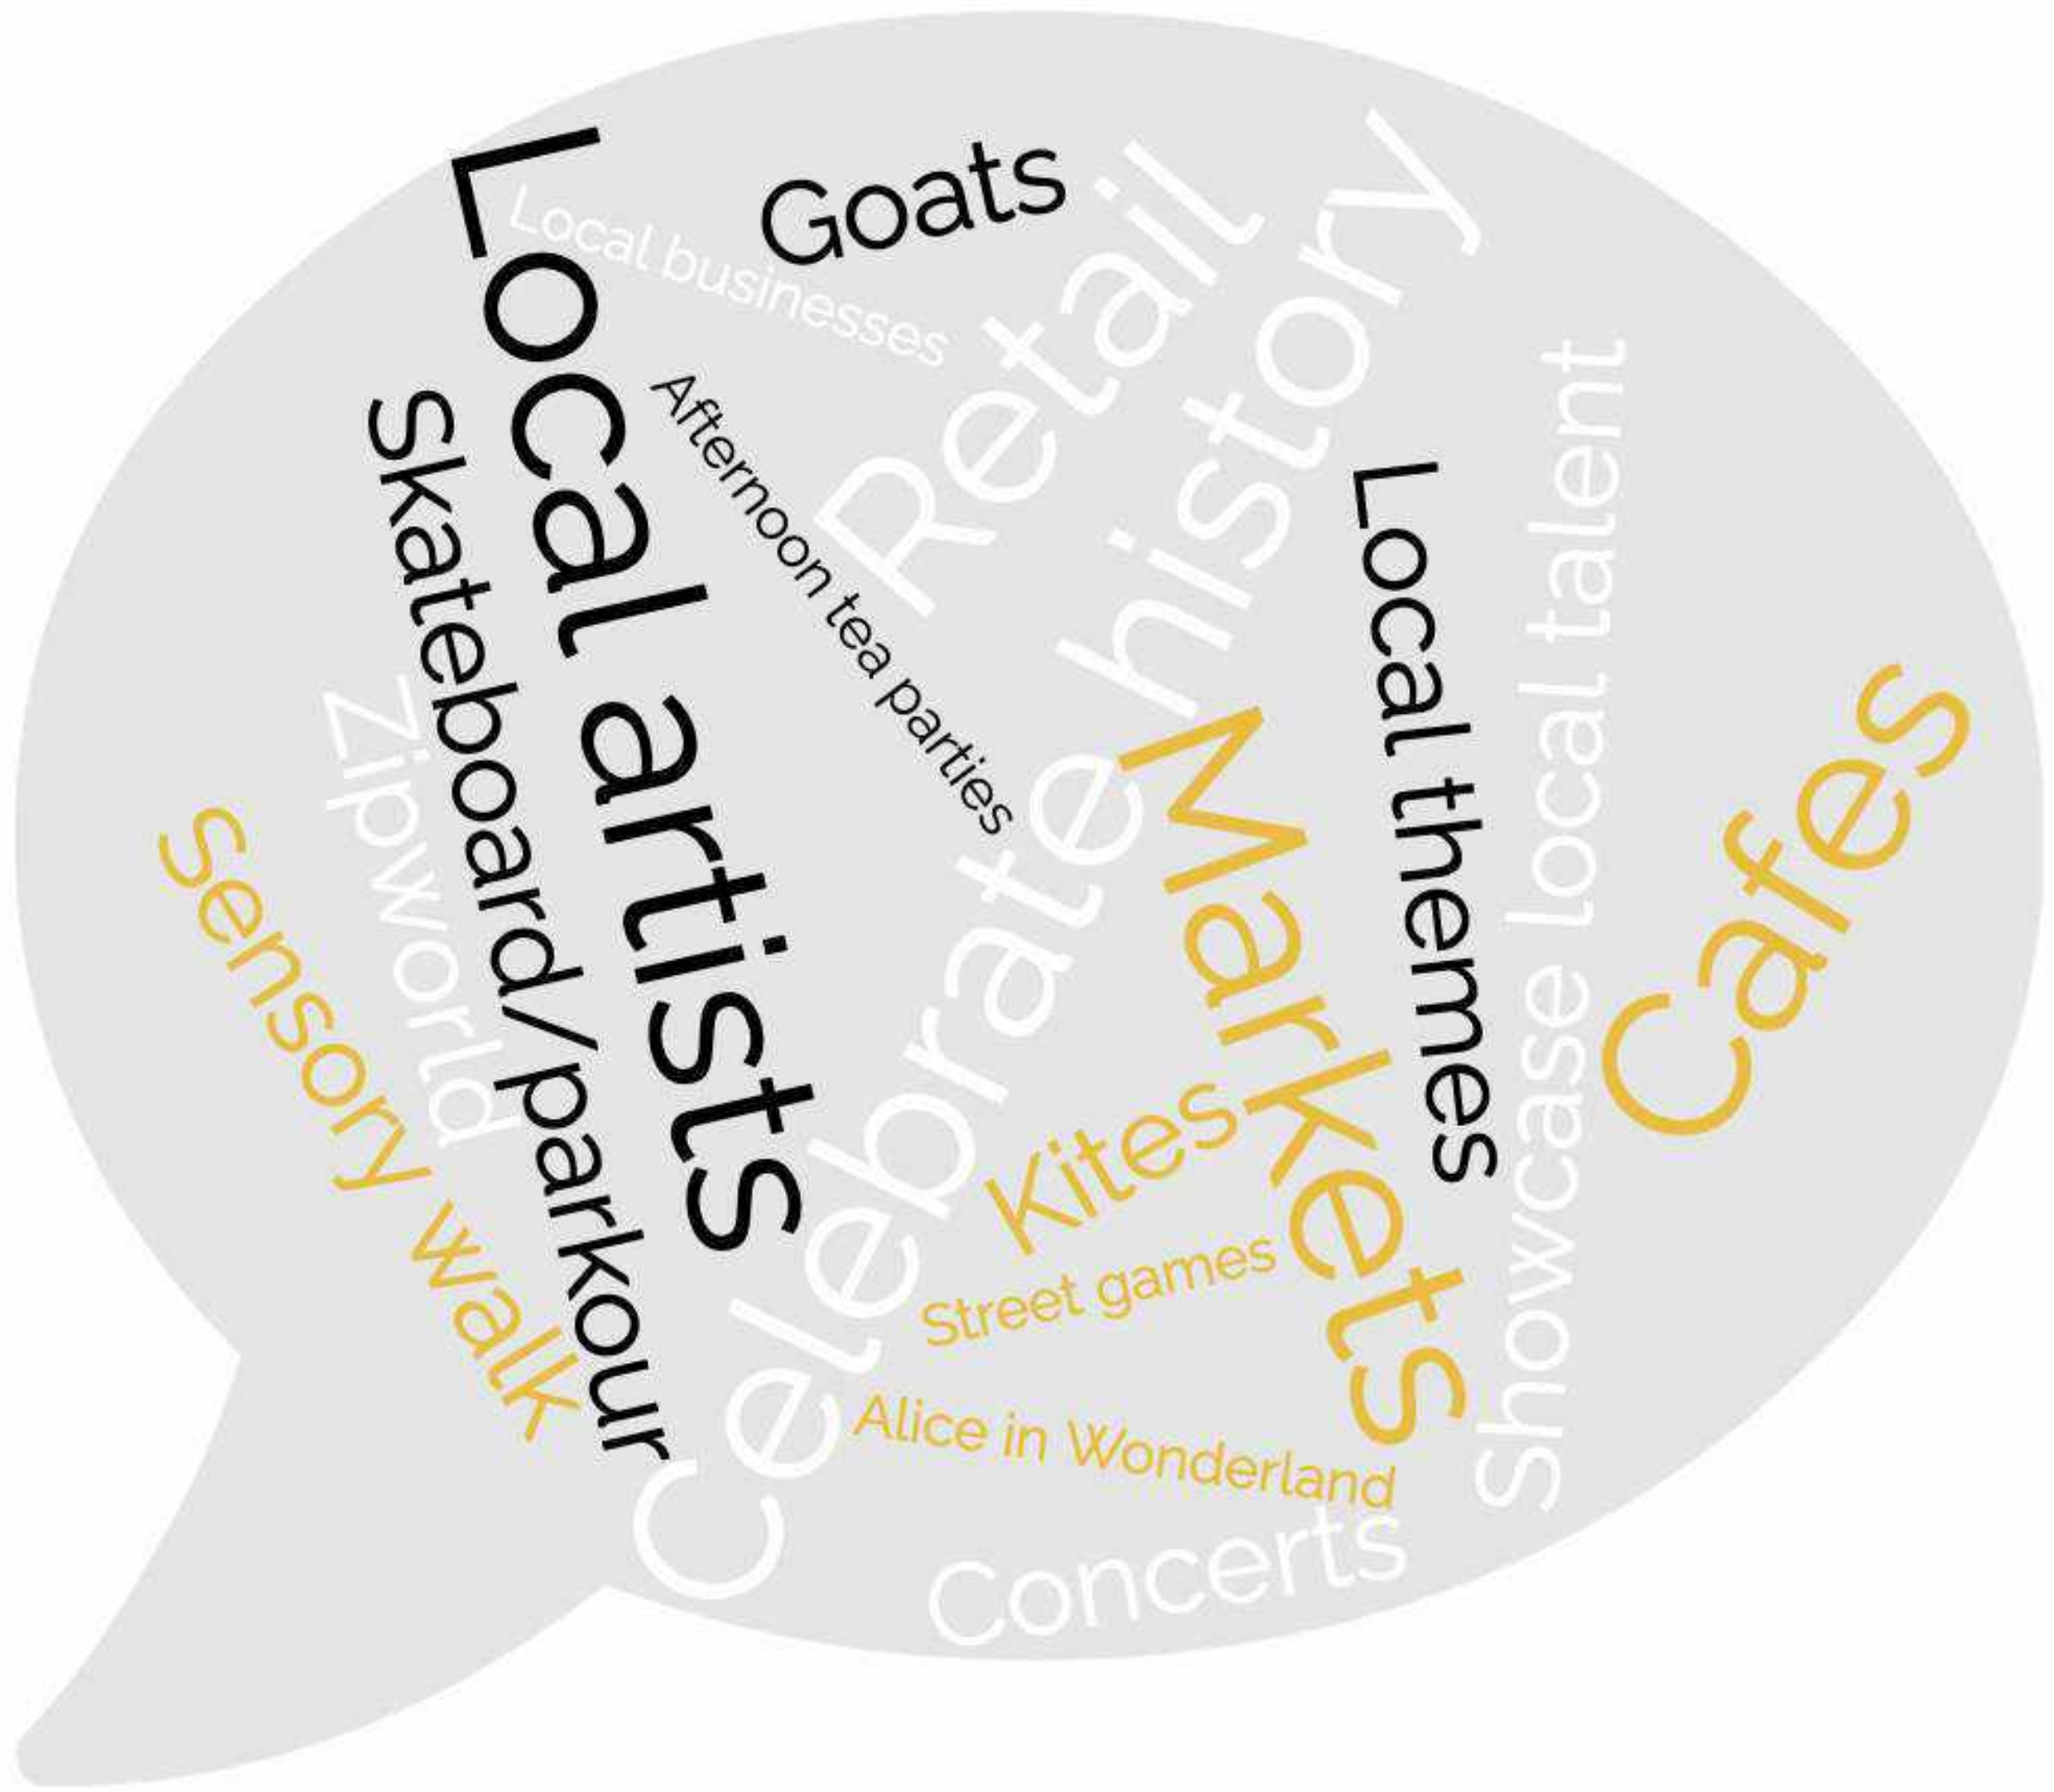 Goats
Local businesses
Local artists
Retail
Celebrate history
Afternoon tea parties
Skateboard/parkour
Local themes
Showcase local talent
Zipworld
Sensory walk
Markets
Cafes
Kites
Street games
Alice in Wonderland
Concerts